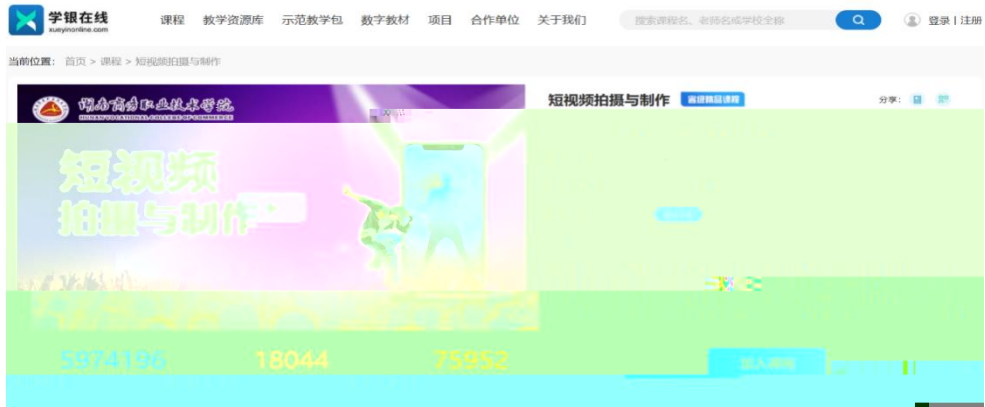 学银在线
xueyinonline.com
课程 教学资源库 示范教学包 数字教材 项目 合作单位 关于我们 搜索课程名、老师名或学校全称 登录 | 注册
当前位置: 首页 > 课程 > 短视频拍摄与制作
湖南商务职业技术学院
HUNAN VOCATIONAL COLLEGE OF COMMERCE
短视频拍摄与制作 省级精品课程 分享:
短视频
拍摄与制作
5974196 18044 75952 加入课程